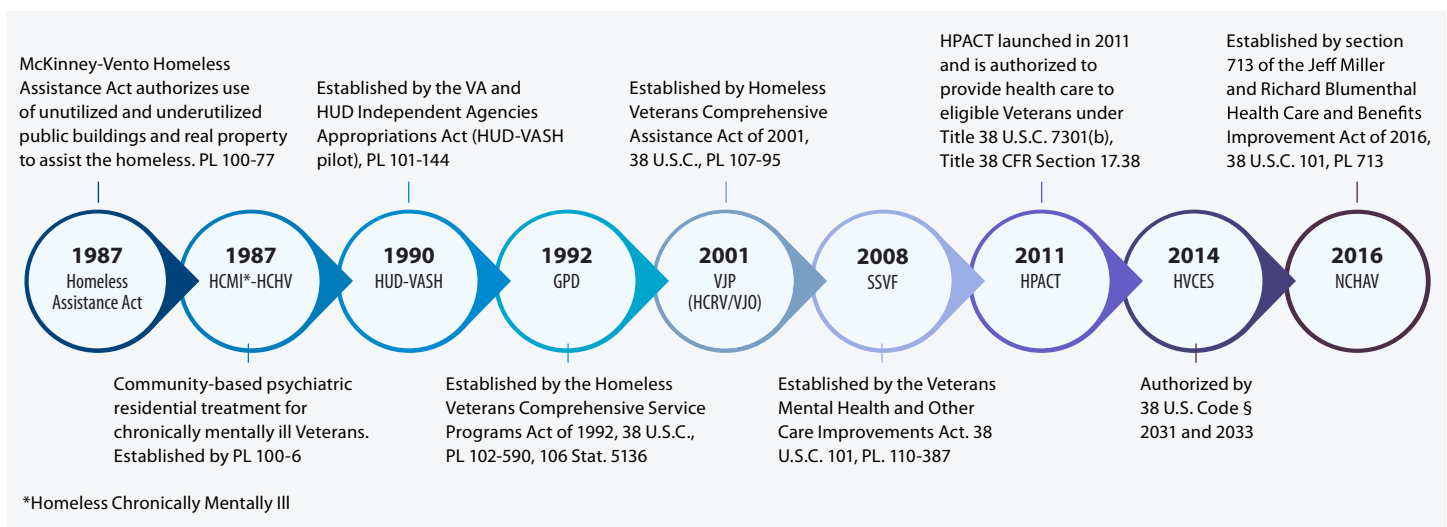 McKinney-Vento Homeless
Assistance Act authorizes use
of unutilized and underutilized
public buildings and real property
to assist the homeless. PL 100-77
Established by the VA and
HUD Independent Agencies
Appropriations Act (HUD-VASH
pilot), PL 101-144
Established by Homeless
Veterans Comprehensive
Assistance Act of 2001,
38 U.S.C., PL 107-95
HPACT launched in 2011
and is authorized to
provide health care to
eligible Veterans under
Title 38 U.S.C. 7301(b),
Title 38 CFR Section 17.38
Established by section
713 of the Jeff Miller
and Richard Blumenthal
Health Care and Benefits
Improvement Act of 2016,
38 U.S.C. 101, PL 713
1987
Homeless
Assistance Act
1987
HCMI*-HCHV
1990
HUD-VASH
1992
GPD
2001
VJP
(HCRV/VJO)
2008
SSVF
2011
HPACT
2014
HVCES
2016
NCHAV
Community-based psychiatric
residential treatment for
chronically mentally ill Veterans.
Established by PL 100-6
Established by the Homeless
Veterans Comprehensive Service
Programs Act of 1992, 38 U.S.C.,
PL 102-590, 106 Stat. 5136
Established by the Veterans
Mental Health and Other
Care Improvements Act. 38
U.S.C. 101, PL. 110-387
Authorized by
38 U.S. Code §
2031 and 2033
*Homeless Chronically Mentally Ill